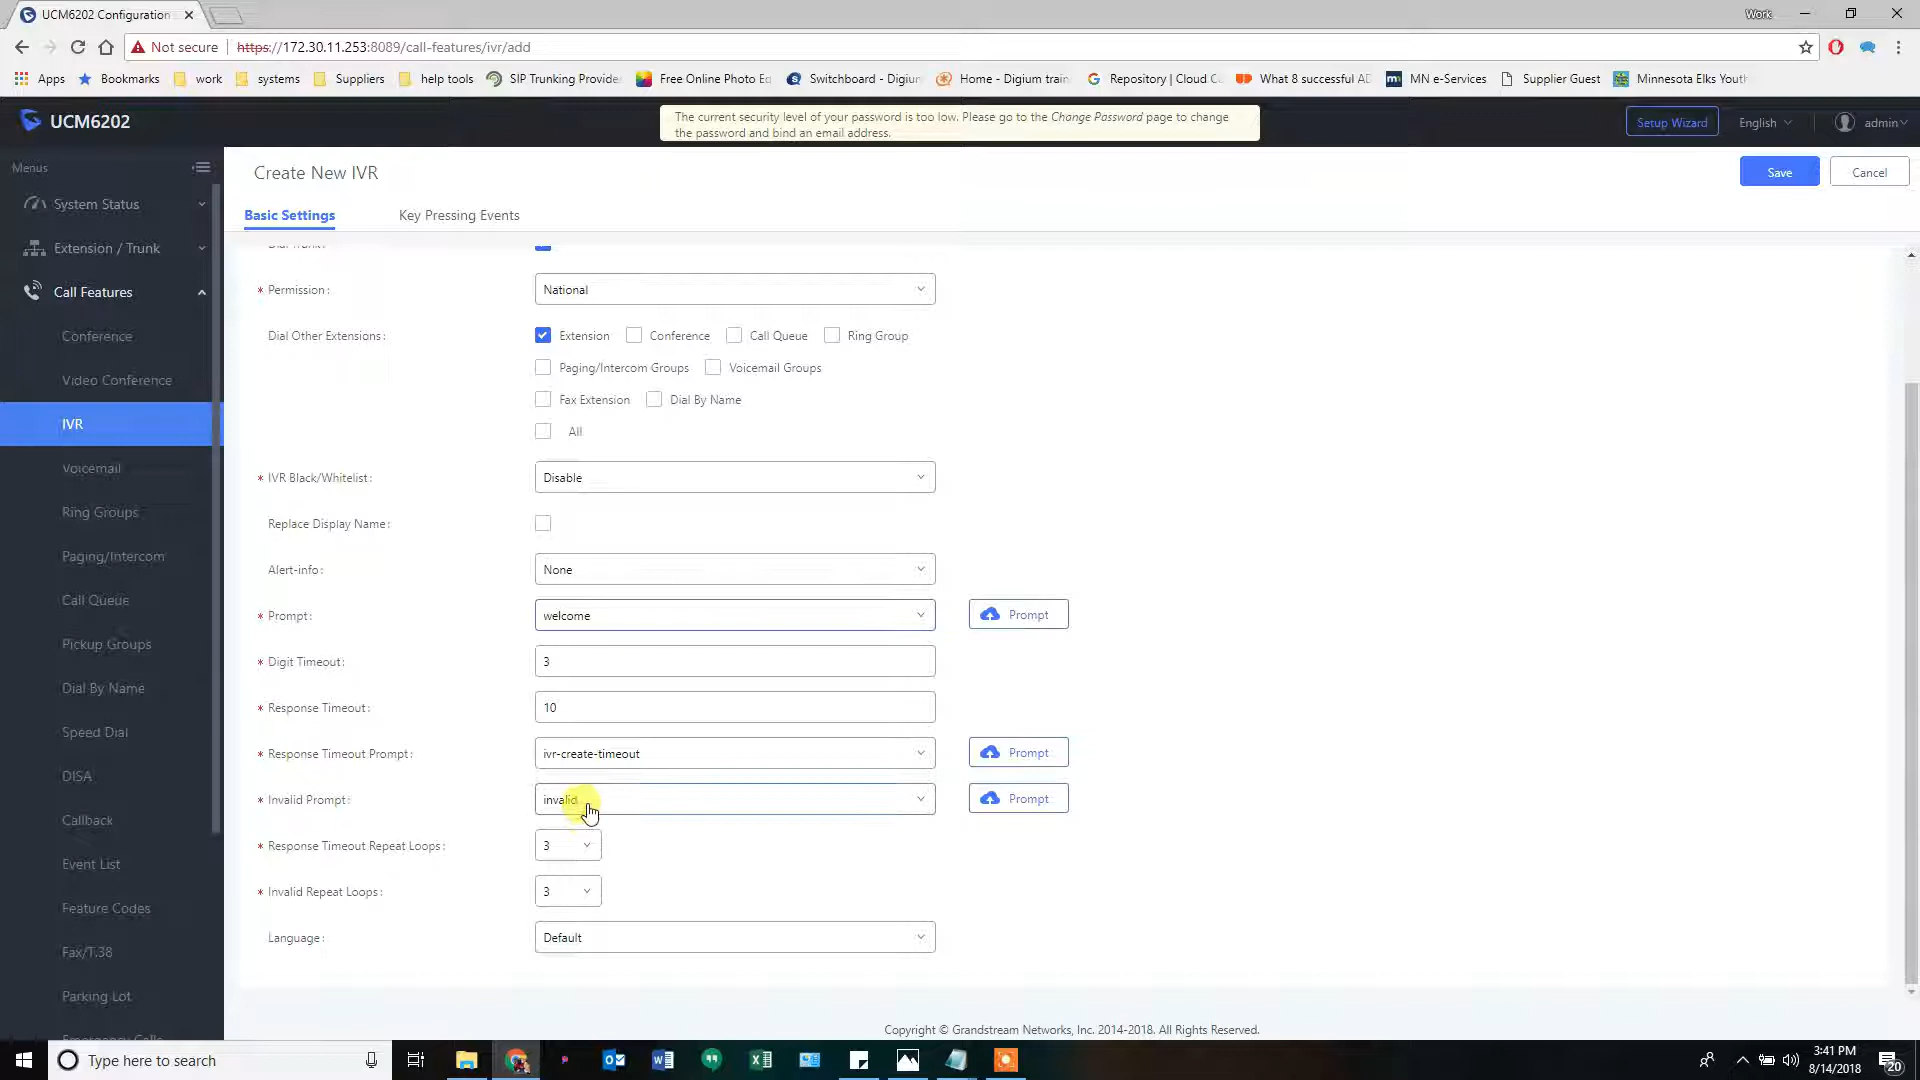 UCM6202 Configuration
Work
Not secure
https://172.30.11.253:8089/call-features/ivr/add
Apps
Bookmarks
work
systems
Suppliers
help tools
SIP Trunking Provide
Free Online Photo Ed
Switchboard - Digium
Home - Digium train
Repository | Cloud C
What 8 successful AD
MN e-Services
Supplier Guest
Minnesota Elks Youth
UCM6202
The current security level of your password is too low. Please go to the Change Password page to change
the password and bind an email address.
Setup Wizard
English
admin
Menus
System Status
Extension / Trunk
Call Features
Conference
Video Conference
IVR
Voicemail
Ring Groups
Paging/Intercom
Call Queue
Pickup Groups
Dial By Name
Speed Dial
DISA
Callback
Event List
Feature Codes
Fax/T.38
Parking Lot
Emergency Calls
Create New IVR
Save
Cancel
Basic Settings
Key Pressing Events
Dial Trunk:
* Permission:
National
Dial Other Extensions:
Extension
Conference
Call Queue
Ring Group
Paging/Intercom Groups
Voicemail Groups
Fax Extension
Dial By Name
All
* IVR Black/Whitelist:
Disable
Replace Display Name:
Alert-info:
None
* Prompt:
welcome
Prompt
* Digit Timeout:
3
* Response Timeout:
10
* Response Timeout Prompt:
ivr-create-timeout
Prompt
* Invalid Prompt:
invalid
Prompt
* Response Timeout Repeat Loops:
3
* Invalid Repeat Loops:
3
Language:
Default
Copyright © Grandstream Networks, Inc. 2014-2018. All Rights Reserved.
Type here to search
3:41 PM
8/14/2018
20